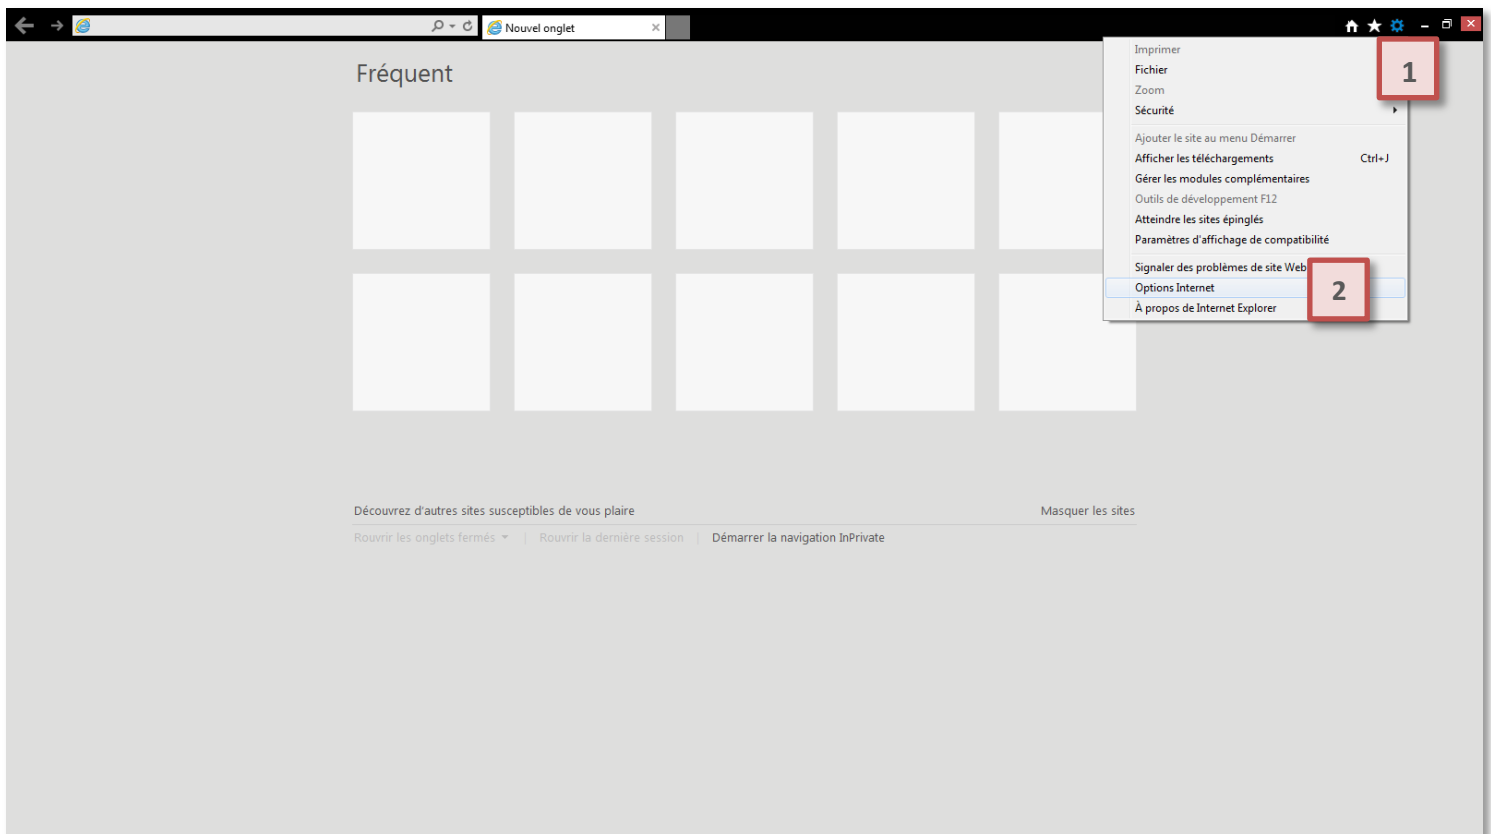 Nouvel onglet
Fréquent
Imprimer
Fichier
Zoom
Sécurité
Ajouter le site au menu Démarrer
Afficher les téléchargements Ctrl+J
Gérer les modules complémentaires
Outils de développement F12
Atteindre les sites épinglés
Paramètres d'affichage de compatibilité
Signaler des problèmes de site Web
Options Internet
À propos de Internet Explorer
1
2
Découvrez d'autres sites susceptibles de vous plaire Masquer les sites
Rouvrir les onglets fermés | Rouvrir la dernière session | Démarrer la navigation InPrivate